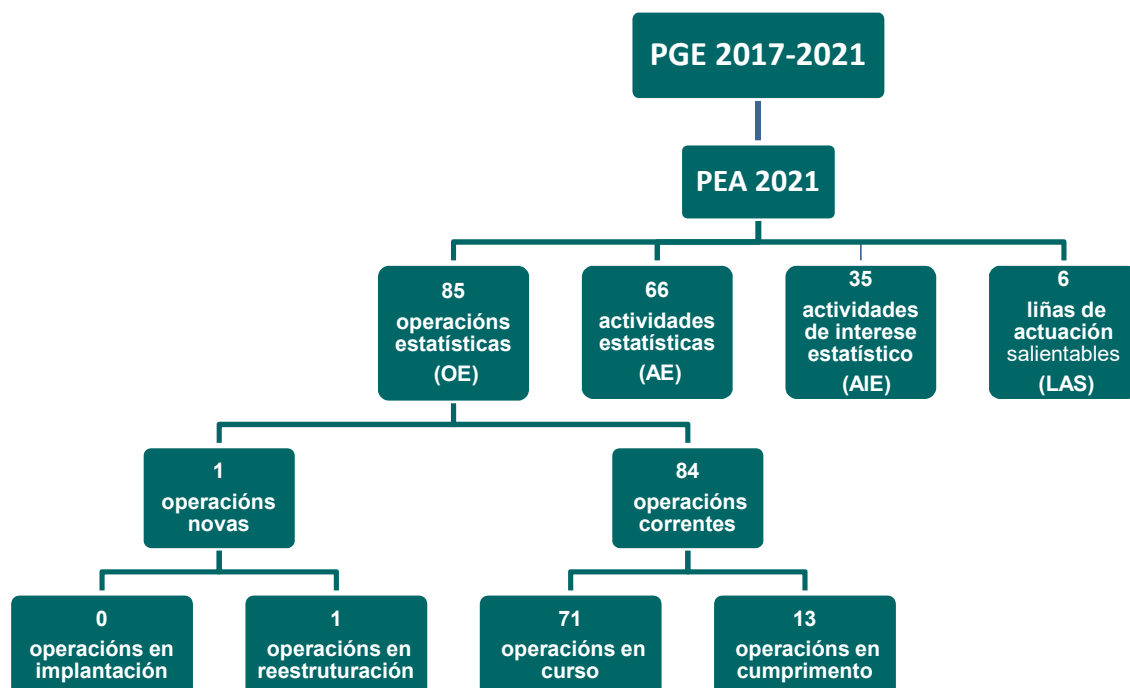 PGE 2017-2021
PEA 2021
85
operacións
estatísticas
(OE)
66
actividades
estatísticas
(AE)
35
actividades
de interese
estatístico
(AIE)
6
liñas de
actuación
salientables
(LAS)
1
operacións
novas
84
operacións
correntes
0
operacións en
implantación
1
operacións en
reestruturación
71
operacións en
curso
13
operacións en
cumprimento